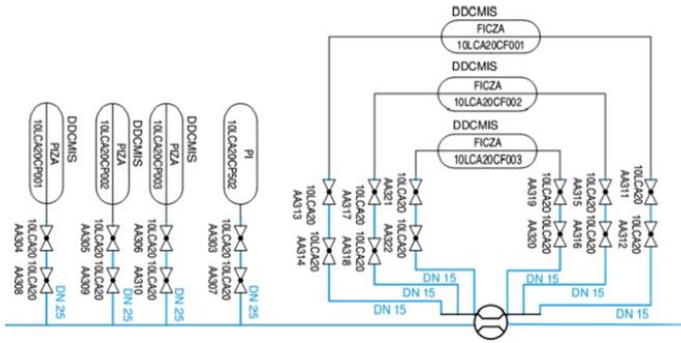 DDCMIS
FICZA
10LCA20CF001
DDCMIS
FICZA
10LCA20CF002
DDCMIS
FICZA
10LCA20CF003
DDCMIS
PIZA
10LCA20CP001
DDCMIS
PIZA
10LCA20CP002
DDCMIS
PIZA
10LCA20CP003
PI
10LCA20CP502
10LCA20
AA304
10LCA20
AA308
DN 25
10LCA20
AA305
10LCA20
AA309
DN 25
10LCA20
AA306
10LCA20
AA310
DN 25
10LCA20
AA303
10LCA20
AA307
DN 25
10LCA20
AA313
10LCA20
AA314
10LCA20
AA317
10LCA20
AA318
10LCA20
AA321
10LCA20
AA322
10LCA20
AA319
10LCA20
AA320
10LCA20
AA315
10LCA20
AA316
10LCA20
AA311
10LCA20
AA312
DN 15
DN 15
DN 15
DN 15
DN 15
DN 15